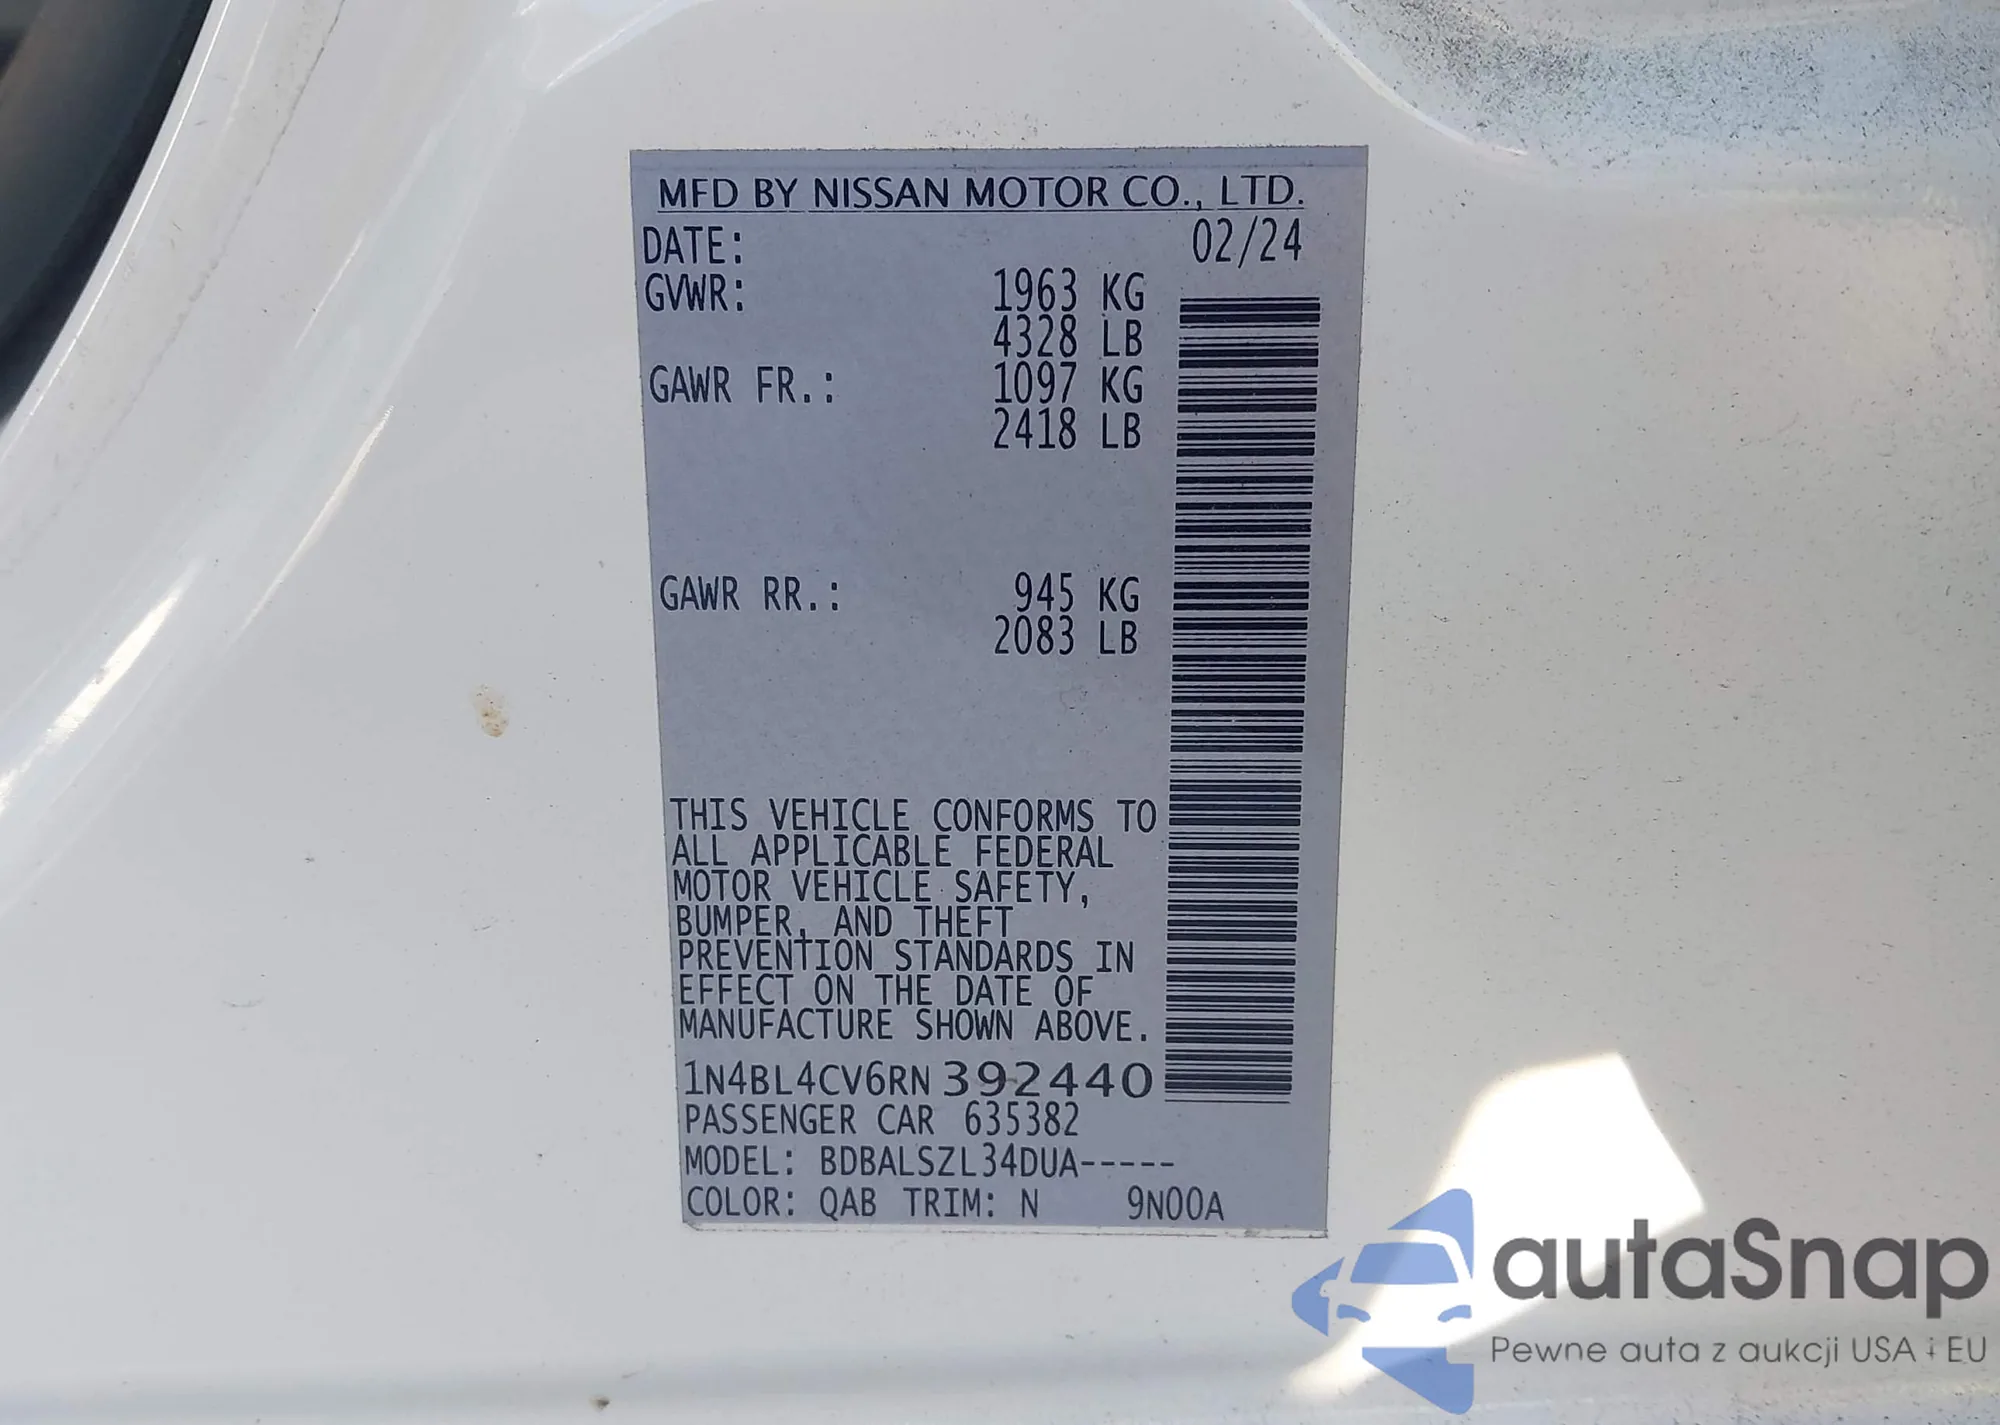 MFD BY NISSAN MOTOR CO., LTD.
DATE: 02/24
GVWR: 1963 KG
4328 LB
GAWR FR.: 1097 KG
2418 LB
GAWR RR.: 945 KG
2083 LB
THIS VEHICLE CONFORMS TO
ALL APPLICABLE FEDERAL
MOTOR VEHICLE SAFETY,
BUMPER, AND THEFT
PREVENTION STANDARDS IN
EFFECT ON THE DATE OF
MANUFACTURE SHOWN ABOVE.
1N4BL4CV6RN392440
PASSENGER CAR 635382
MODEL: BDBALSZL34DUA-----
COLOR: QAB TRIM: N 9N00A
autaSnap
Pewne auta z aukcji USA i EU